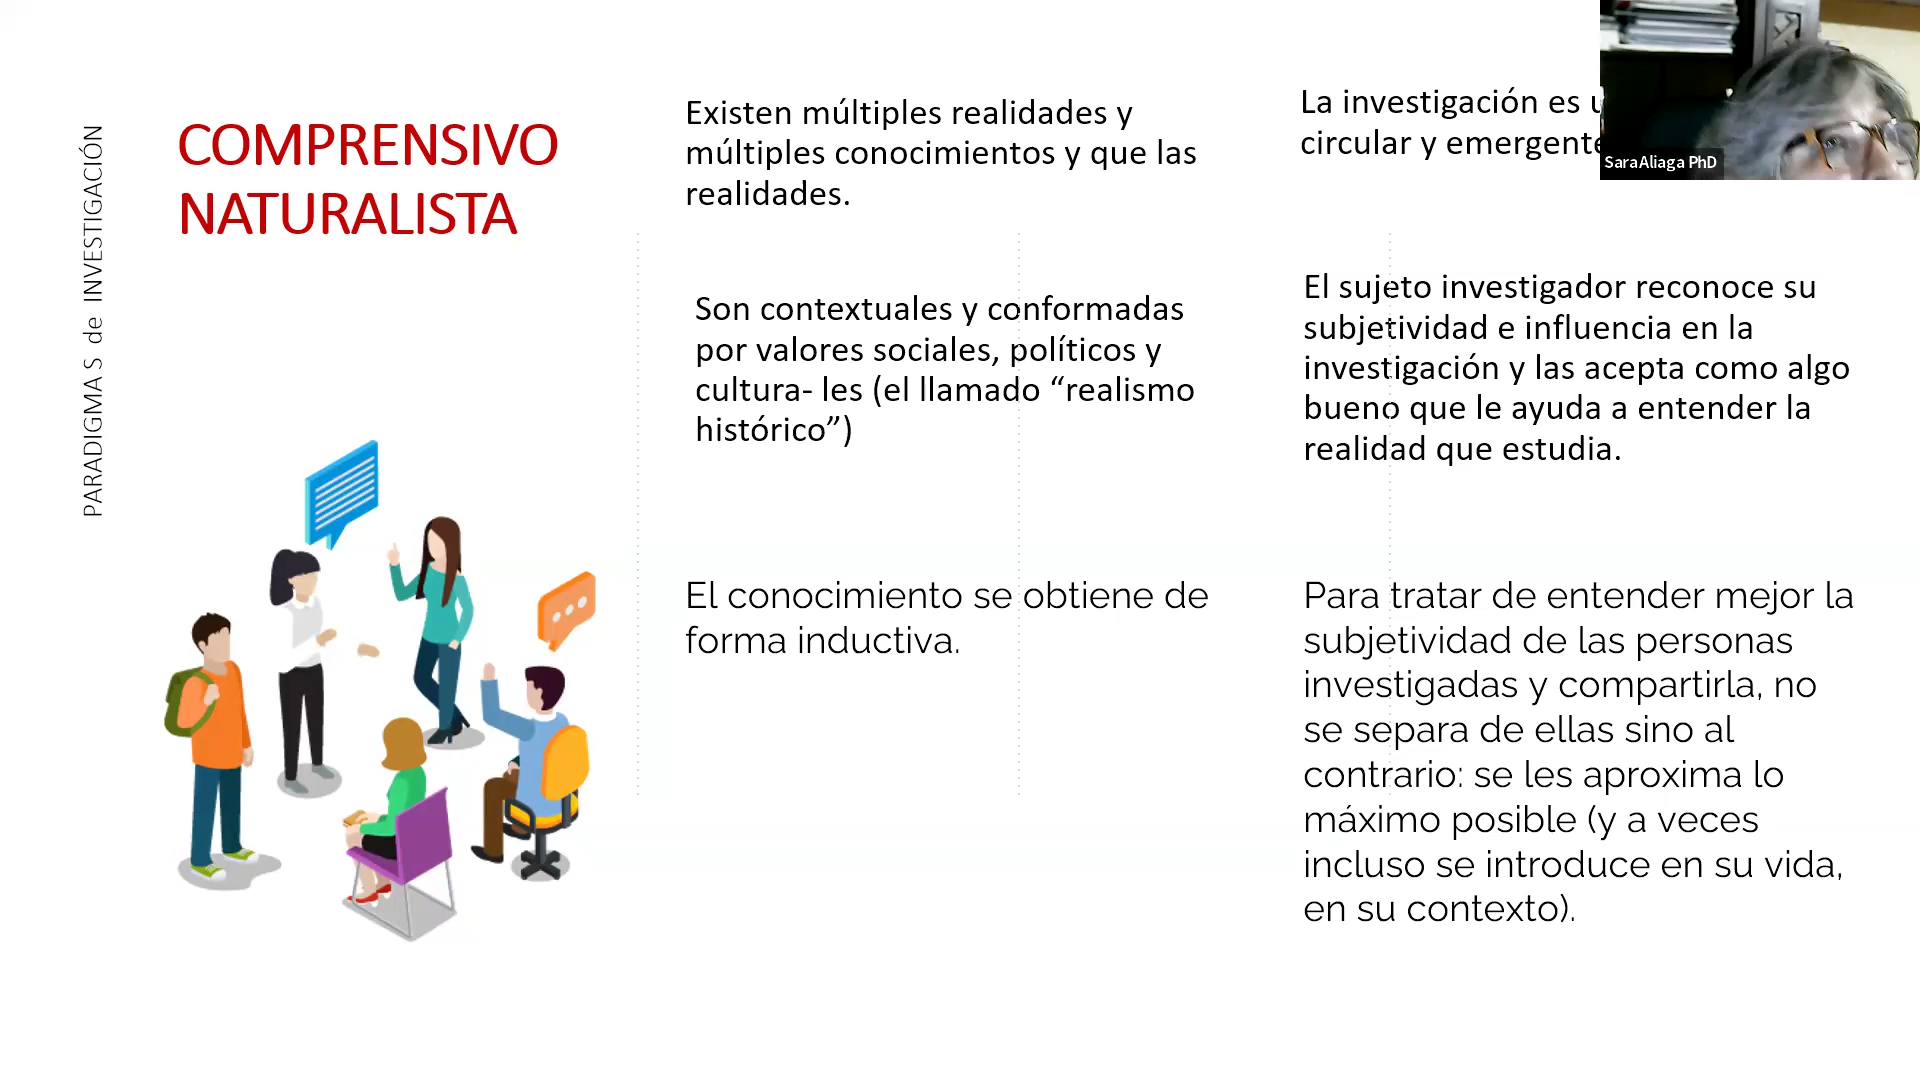 PARADIGMAS de INVESTIGACIÓN
COMPRENSIVO
NATURALISTA
Existen múltiples realidades y
múltiples conocimientos y que las
realidades.
Son contextuales y conformadas
por valores sociales, políticos y
cultura- les (el llamado “realismo
histórico”)
El conocimiento se obtiene de
forma inductiva.
La investigación es
circular y emergente
El sujeto investigador reconoce su
subjetividad e influencia en la
investigación y las acepta como algo
bueno que le ayuda a entender la
realidad que estudia.
Para tratar de entender mejor la
subjetividad de las personas
investigadas y compartirla, no
se separa de ellas sino al
contrario: se les aproxima lo
máximo posible (y a veces
incluso se introduce en su vida,
en su contexto).
Sara Aliaga PhD